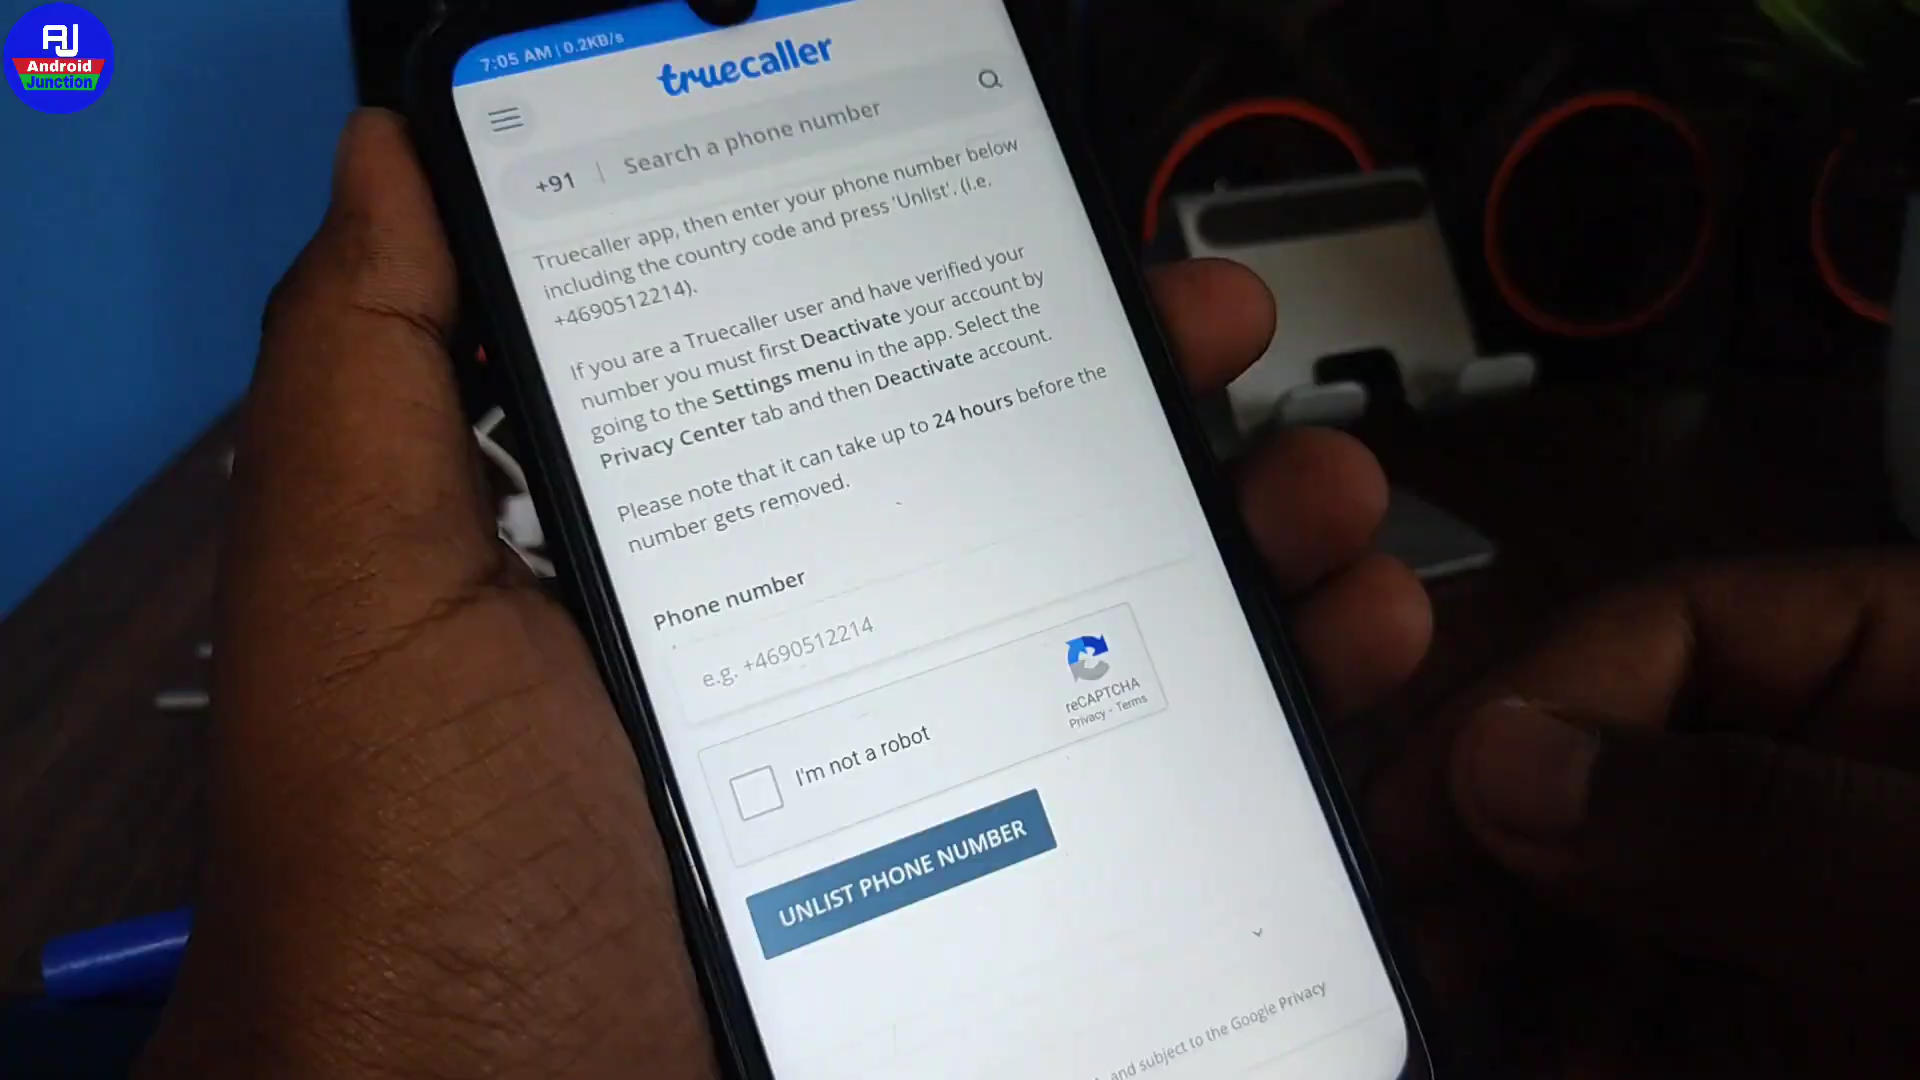 AJ
Android
Junction
7:05 AM | 0.2KB/s
truecaller
+91 | Search a phone number
Truecaller app, then enter your phone number below
including the country code and press 'Unlist'. (I.e.
+4690512214).
If you are a Truecaller user and have verified your
number you must first Deactivate your account by
going to the Settings menu in the app. Select the
Privacy Center tab and then Deactivate account.
Please note that it can take up to 24 hours before the
number gets removed.
Phone number
e.g. +4690512214
I'm not a robot
reCAPTCHA
Privacy - Terms
UNLIST PHONE NUMBER
and subject to the Google Privacy